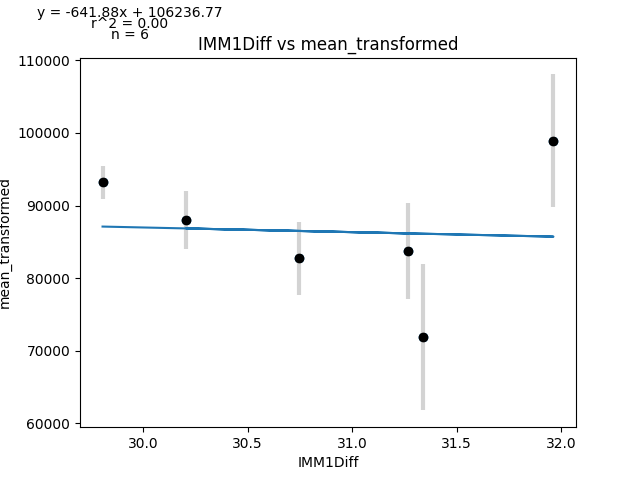 y = -641.88x + 106236.77
r^2 = 0.00
n = 6
IMM1Diff vs mean_transformed
110000
100000
90000
80000
70000
60000
mean_transformed
30.0 30.5 31.0 31.5 32.0
IMM1Diff